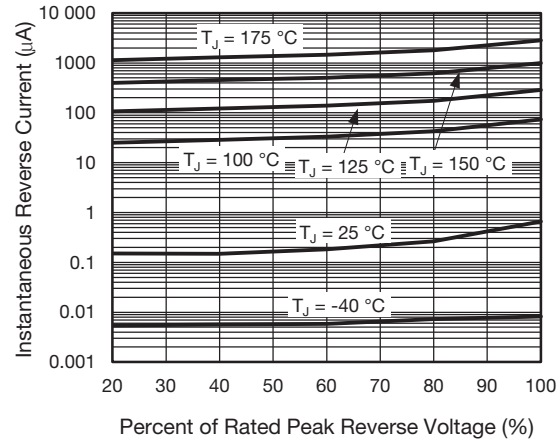 Instantaneous Reverse Current (μA)
10 000
1000
100
10
1
0.1
0.01
0.001
T_J = 175 °C
T_J = 100 °C
T_J = 125 °C
T_J = 150 °C
T_J = 25 °C
T_J = -40 °C
20 30 40 50 60 70 80 90 100
Percent of Rated Peak Reverse Voltage (%)